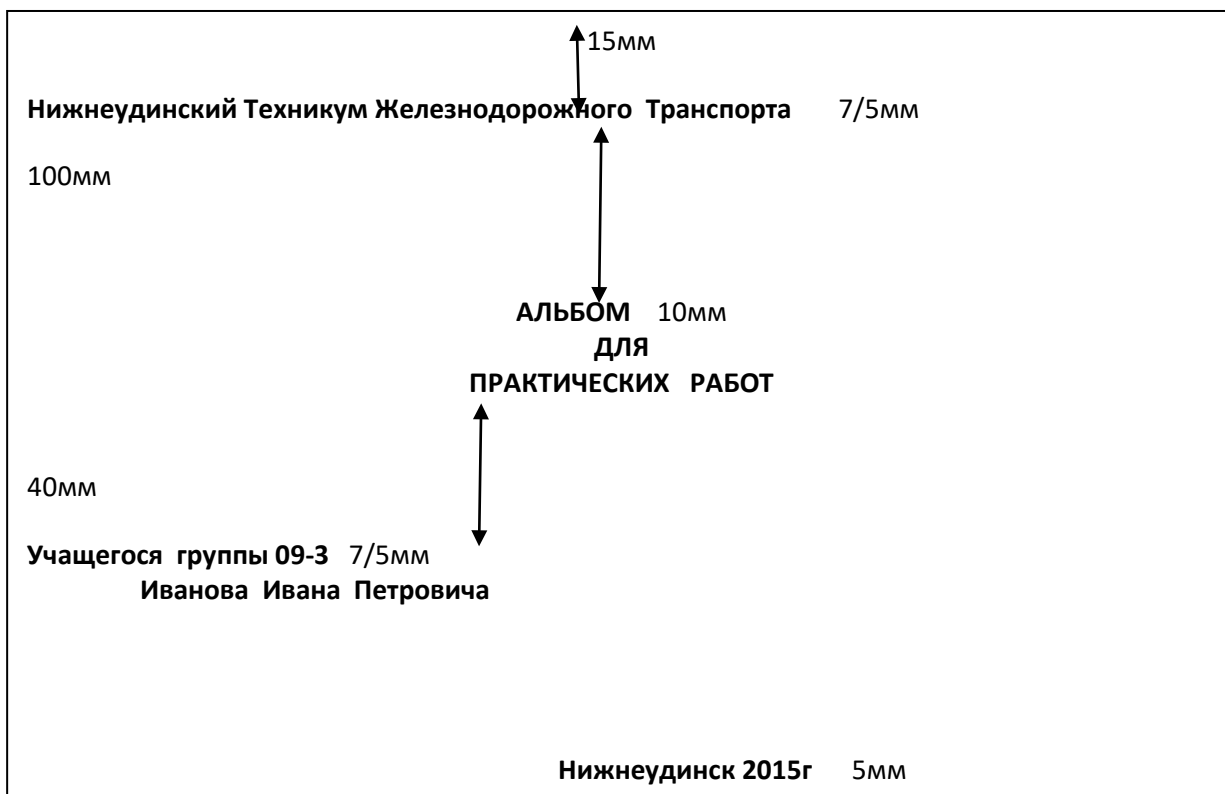 15мм
Нижнеудинский Техникум Железнодорожного Транспорта 7/5мм
100мм
АЛЬБОМ 10мм
ДЛЯ
ПРАКТИЧЕСКИХ РАБОТ
40мм
Учащегося группы 09-3 7/5мм
Иванова Ивана Петровича
Нижнеудинск 2015г 5мм